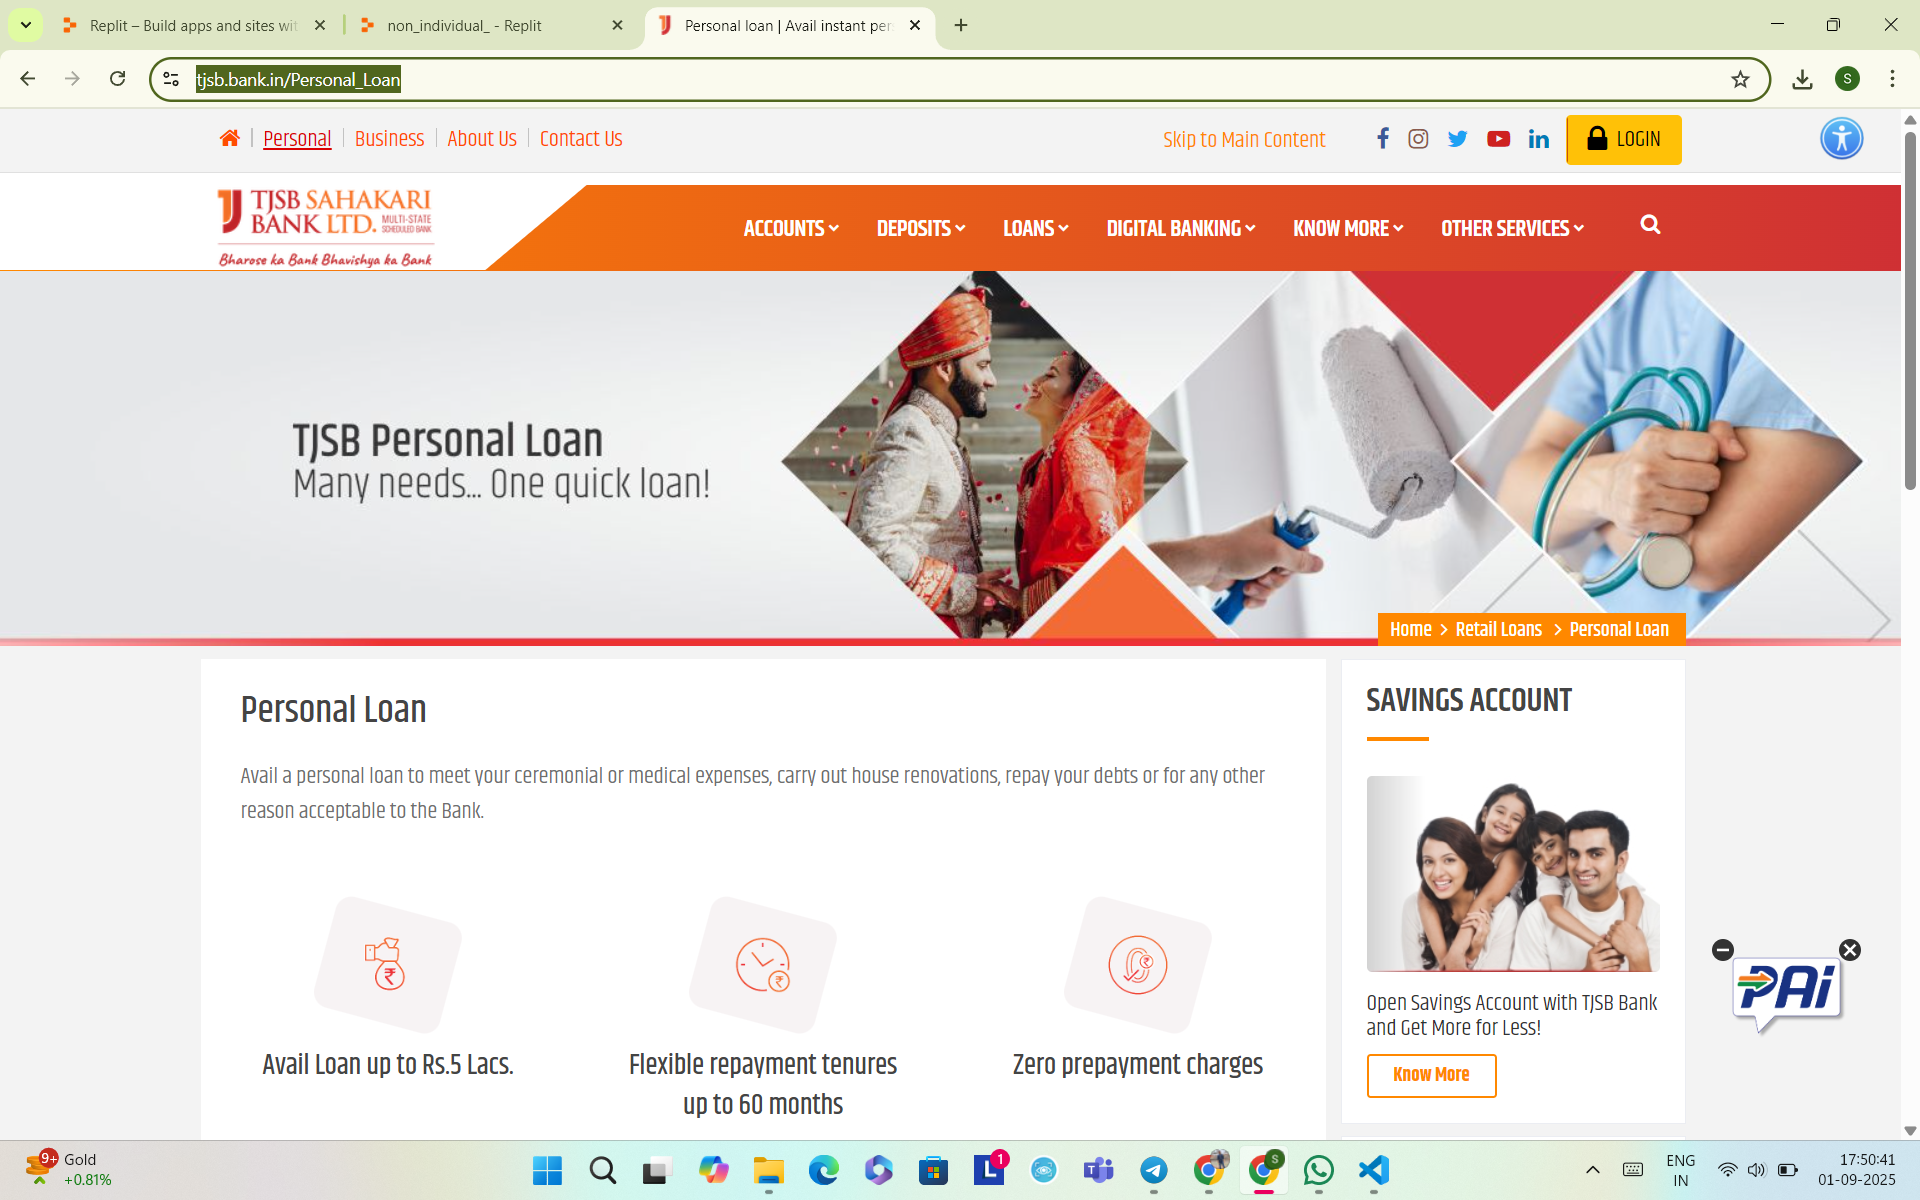 Replit – Build apps and sites wit
non_individual_ - Replit
Personal loan | Avail instant per
tjsb.bank.in/Personal_Loan
S
Personal
Business
About Us
Contact Us
Skip to Main Content
LOGIN
TJSB SAHAKARI
BANK LTD. MULTI-STATE
SCHEDULED BANK
Bharose ka Bank Bhavishya ka Bank
ACCOUNTS
DEPOSITS
LOANS
DIGITAL BANKING
KNOW MORE
OTHER SERVICES
TJSB Personal Loan
Many needs... One quick loan!
Home > Retail Loans > Personal Loan
Personal Loan
Avail a personal loan to meet your ceremonial or medical expenses, carry out house renovations, repay your debts or for any other
reason acceptable to the Bank.
Avail Loan up to Rs.5 Lacs.
Flexible repayment tenures
up to 60 months
Zero prepayment charges
SAVINGS ACCOUNT
Open Savings Account with TJSB Bank
and Get More for Less!
Know More
PAi
9+
Gold
+0.81%
L
1
S
ENG
IN
17:50:41
01-09-2025